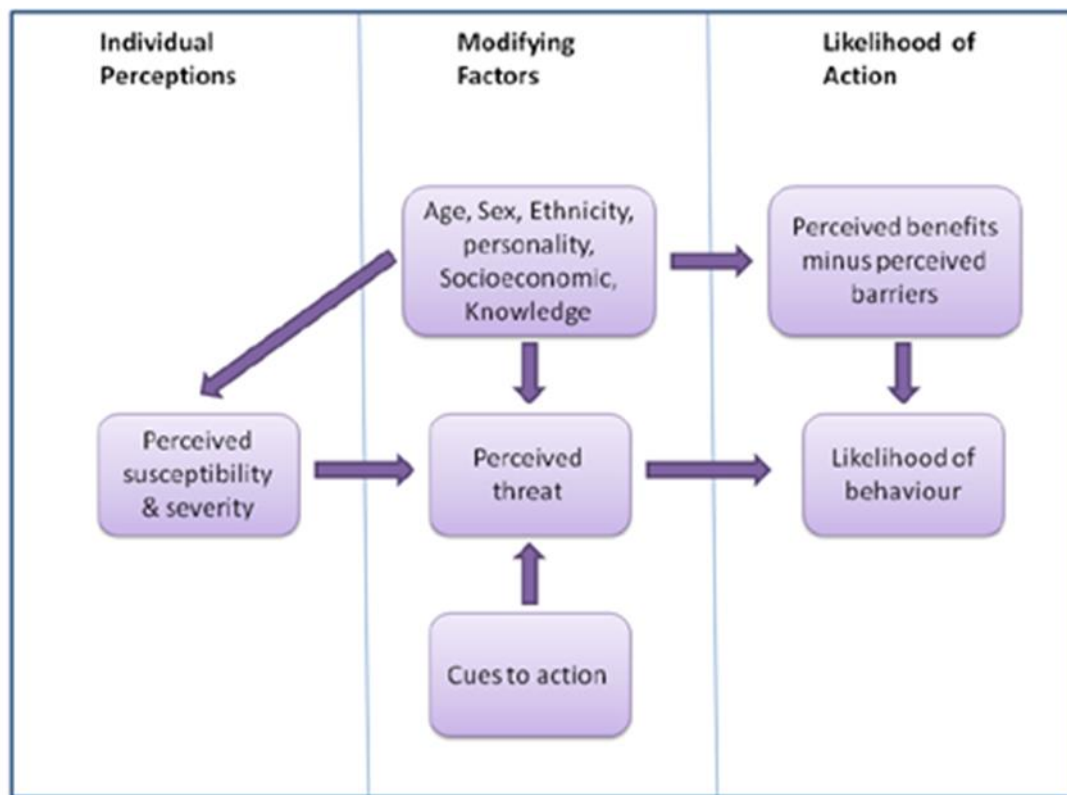 Individual
Perceptions
Modifying
Factors
Likelihood of
Action
Age, Sex, Ethnicity,
personality,
Socioeconomic,
Knowledge
Perceived benefits
minus perceived
barriers
Perceived
susceptibility
& severity
Perceived
threat
Likelihood of
behaviour
Cues to action